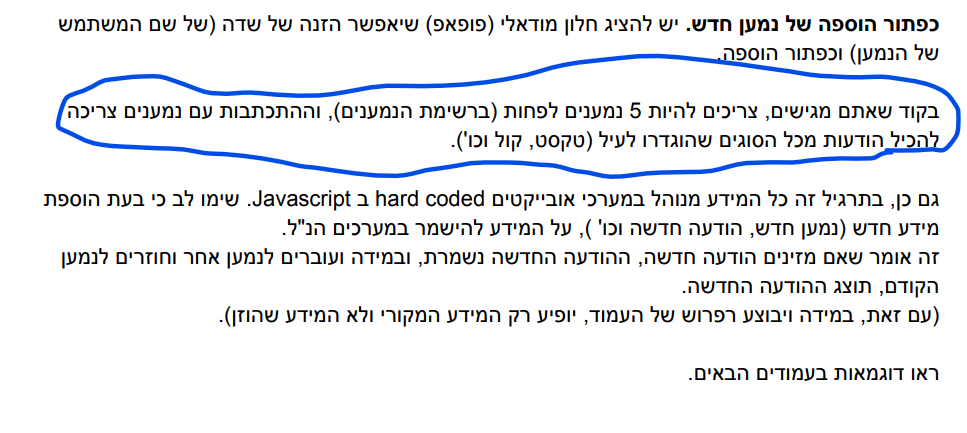 כפתור הוספה של נמען חדש. יש להציג חלון מודאלי (פופאפ) שיאפשר הזנה של שדה (של שם המשתמש
של הנמען) וכפתור הוספה.
בקוד שאתם מגישים, צריכים להיות 5 נמענים לפחות (ברשימת הנמענים), וההתכתבות עם נמענים צריכה
להכיל הודעות מכל הסוגים שהוגדרו לעיל (טקסט, קול וכו').
גם כן, בתרגיל זה כל המידע מנוהל במערכי אובייקטים hard coded ב Javascript. שימו לב כי בעת הוספת
מידע חדש (נמען חדש, הודעה חדשה וכו' ), על המידע להישמר במערכים הנ"ל.
זה אומר שאם מזינים הודעה חדשה, ההודעה החדשה נשמרת, ובמידה ועוברים לנמען אחר וחוזרים לנמען
הקודם, תוצג ההודעה החדשה.
(עם זאת, במידה ויבוצע רפרוש של העמוד, יופיע רק המידע המקורי ולא המידע שהוזן).
ראו דוגמאות בעמודים הבאים.